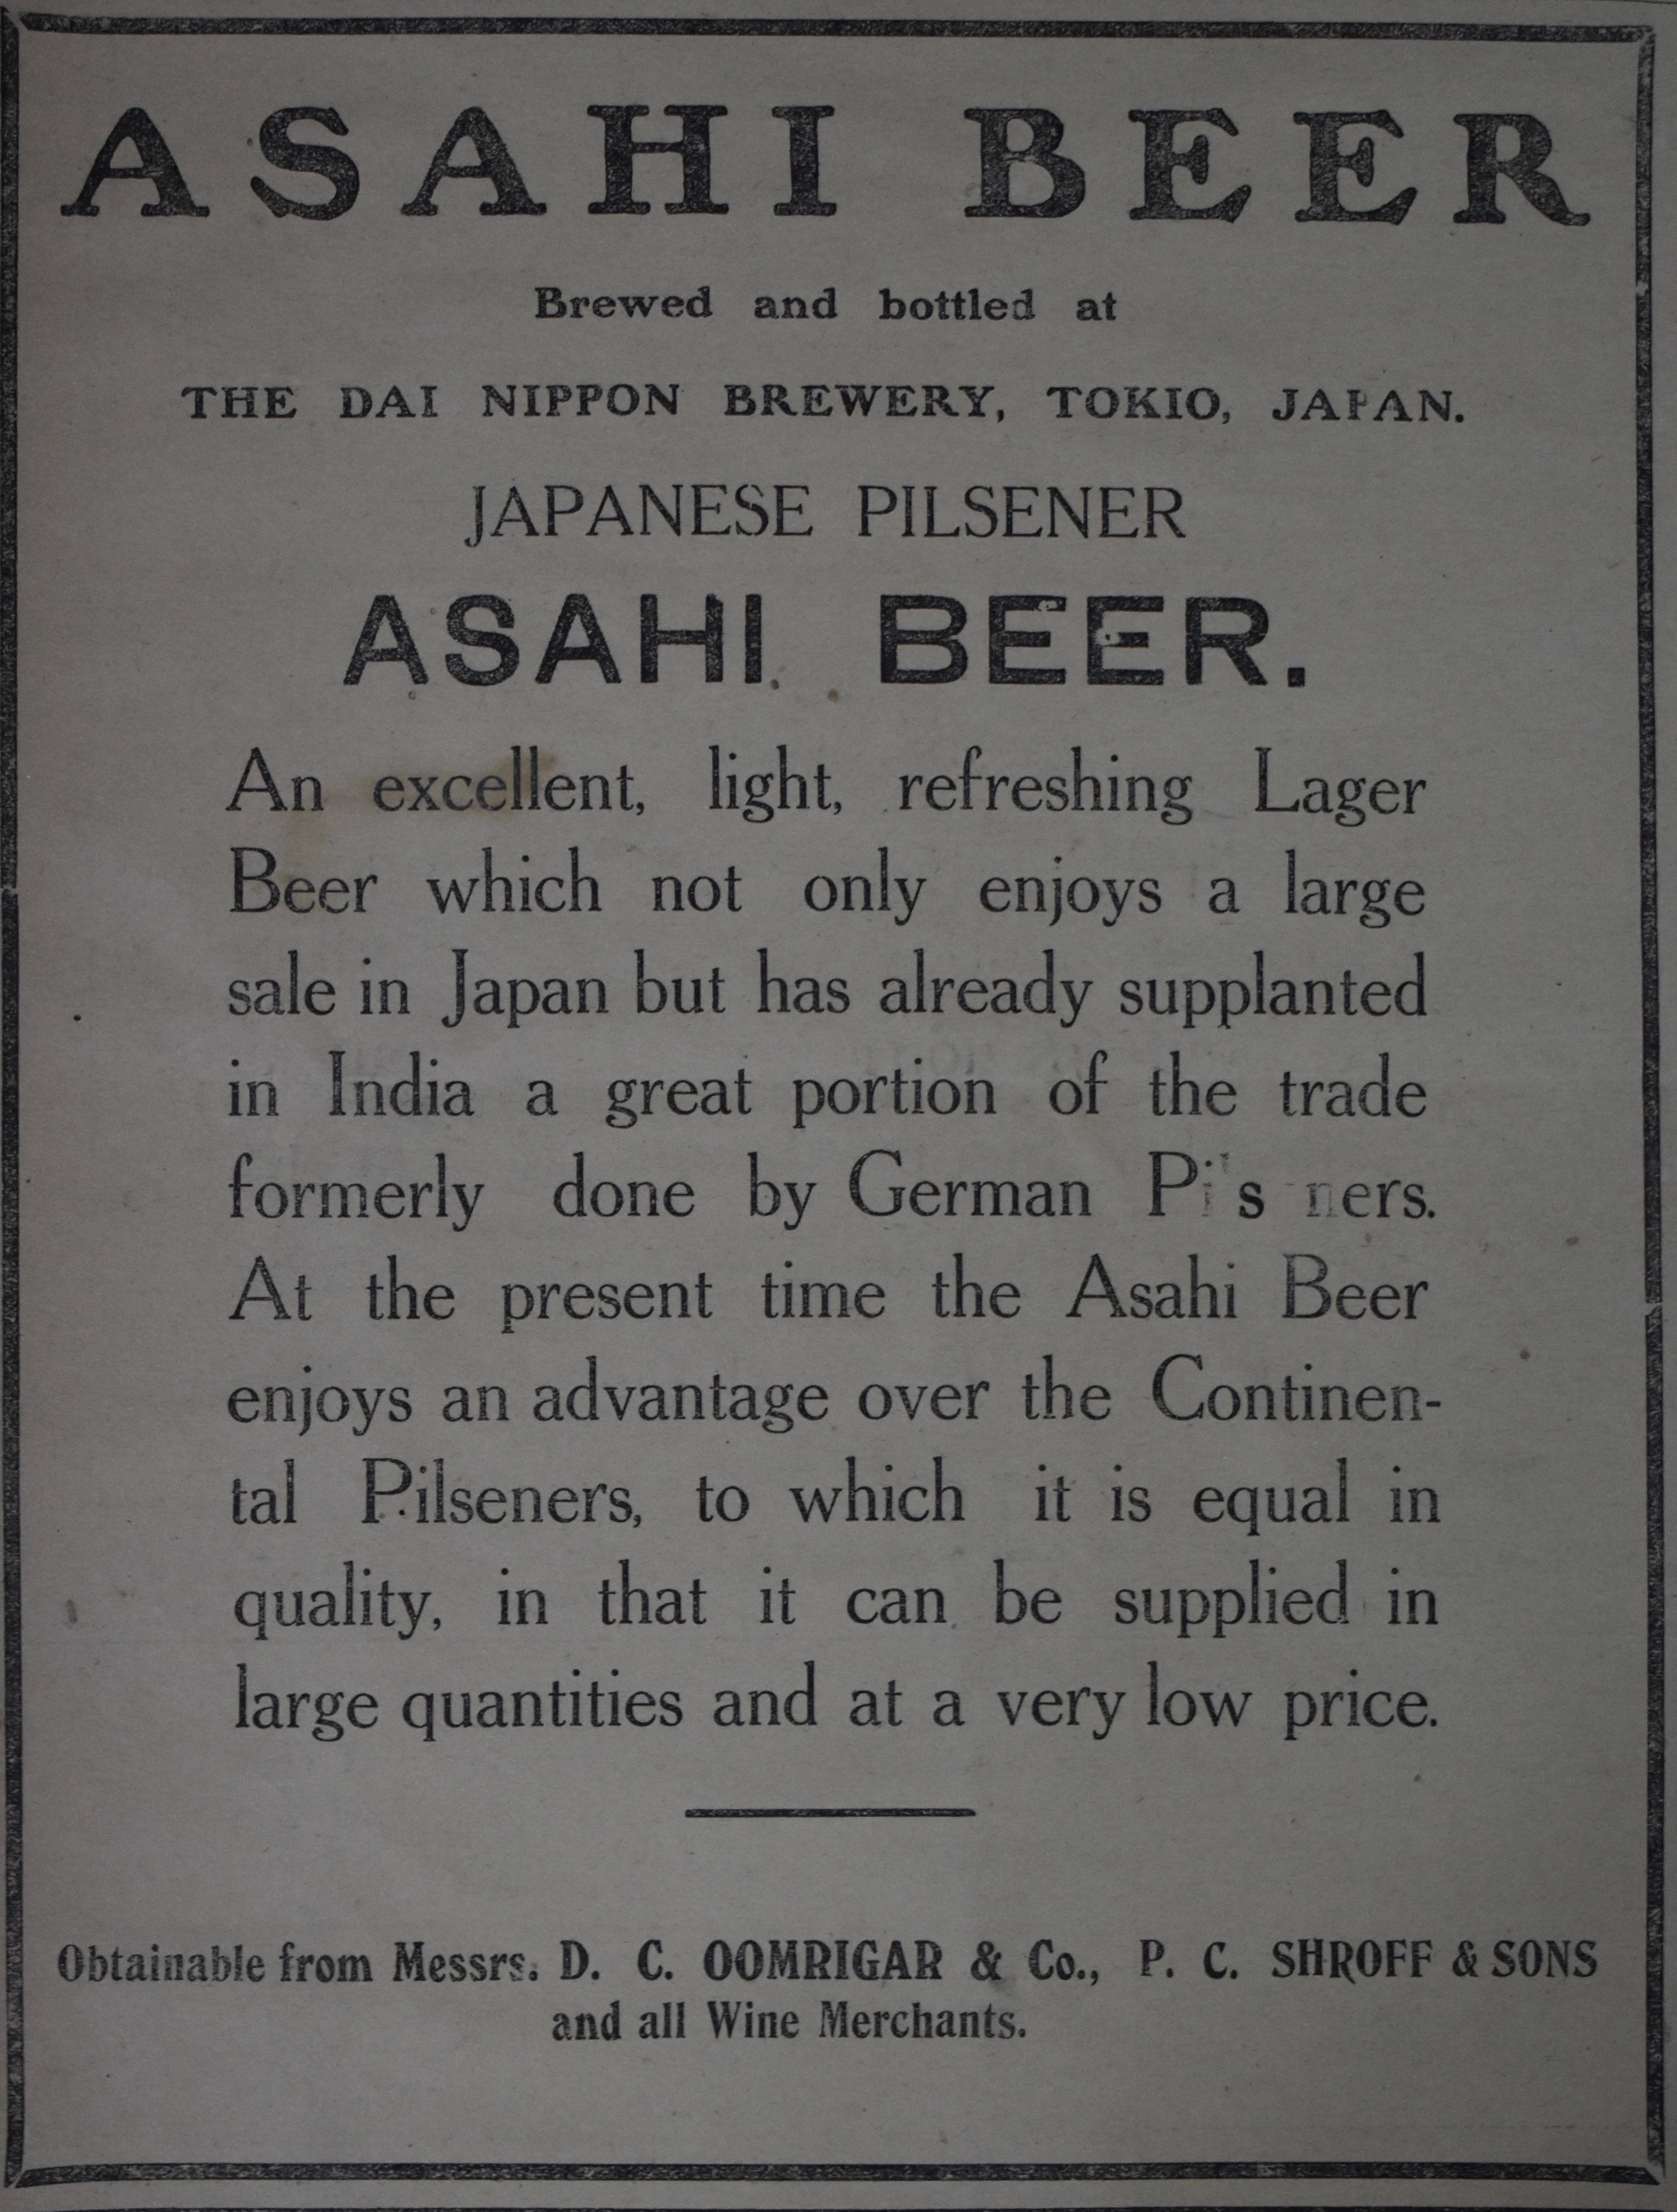 ASAHI BEER
Brewed and bottled at
THE DAI NIPPON BREWERY, TOKIO, JAPAN.
JAPANESE PILSENER
ASAHI BEER.
An excellent, light, refreshing Lager
Beer which not only enjoys a large
sale in Japan but has already supplanted
in India a great portion of the trade
formerly done by German Pilseners.
At the present time the Asahi Beer
enjoys an advantage over the Continen-
tal Pilseners, to which it is equal in
quality, in that it can be supplied in
large quantities and at a very low price.
Obtainable from Messrs. D. C. OOMRIGAR & Co., P. C. SHROFF & SONS
and all Wine Merchants.